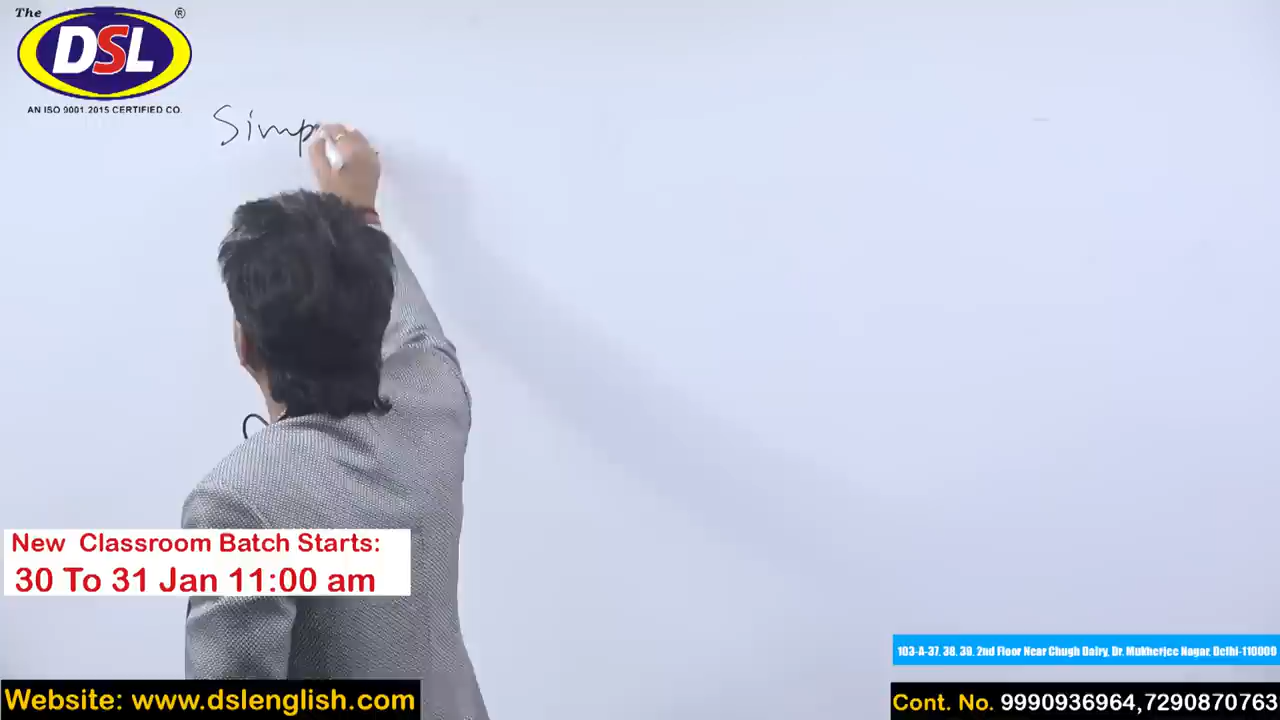 The ®
DSL
AN ISO 9001 2015 CERTIFIED CO.
Simp
New Classroom Batch Starts:
30 To 31 Jan 11:00 am
103-A-37, 38, 39, 2nd Floor Near Chugh Dairy, Dr. Mukherjee Nagar, Delhi-110009
Website: www.dslenglish.com
Cont. No. 9990936964,7290870763